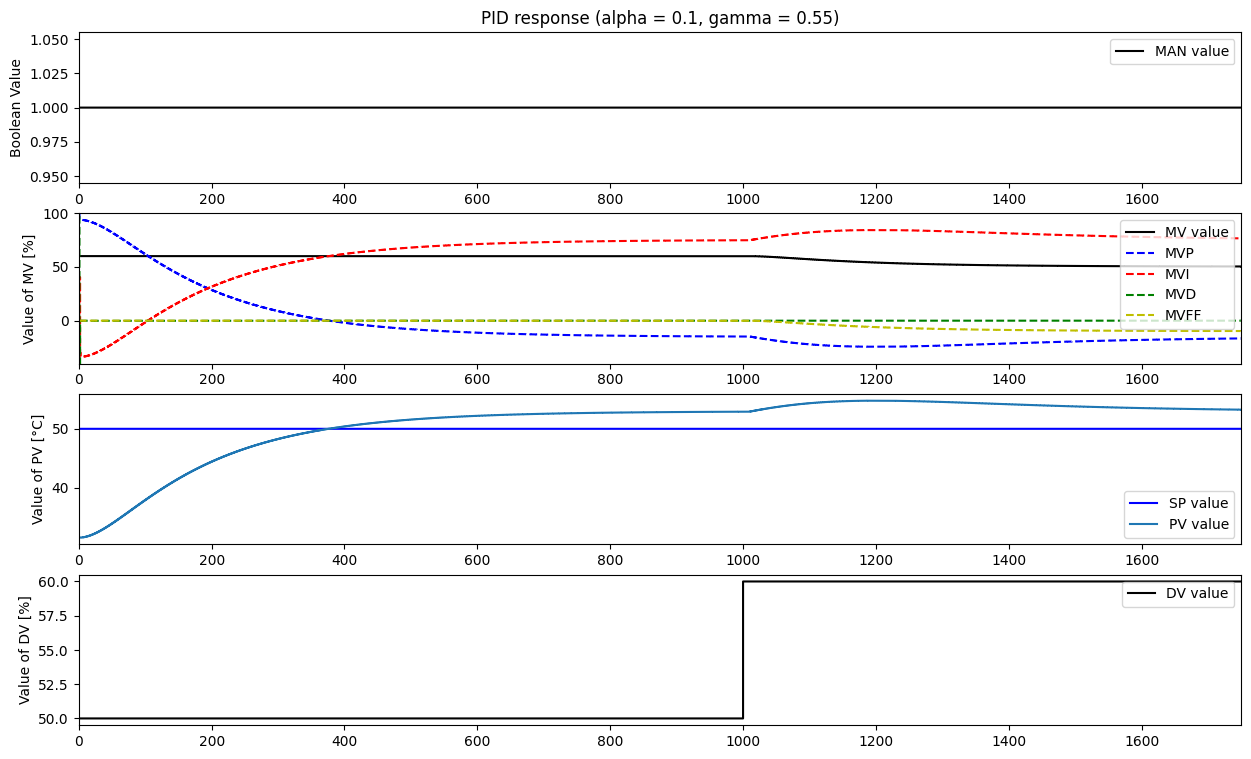 PID response (alpha = 0.1, gamma = 0.55)
Boolean Value
1.050
1.025
1.000
0.975
0.950
MAN value
0 200 400 600 800 1000 1200 1400 1600
Value of MV [%]
100
50
0
MV value
MVP
MVI
MVD
MVFF
0 200 400 600 800 1000 1200 1400 1600
Value of PV [°C]
50
40
SP value
PV value
0 200 400 600 800 1000 1200 1400 1600
Value of DV [%]
60.0
57.5
55.0
52.5
50.0
DV value
0 200 400 600 800 1000 1200 1400 1600